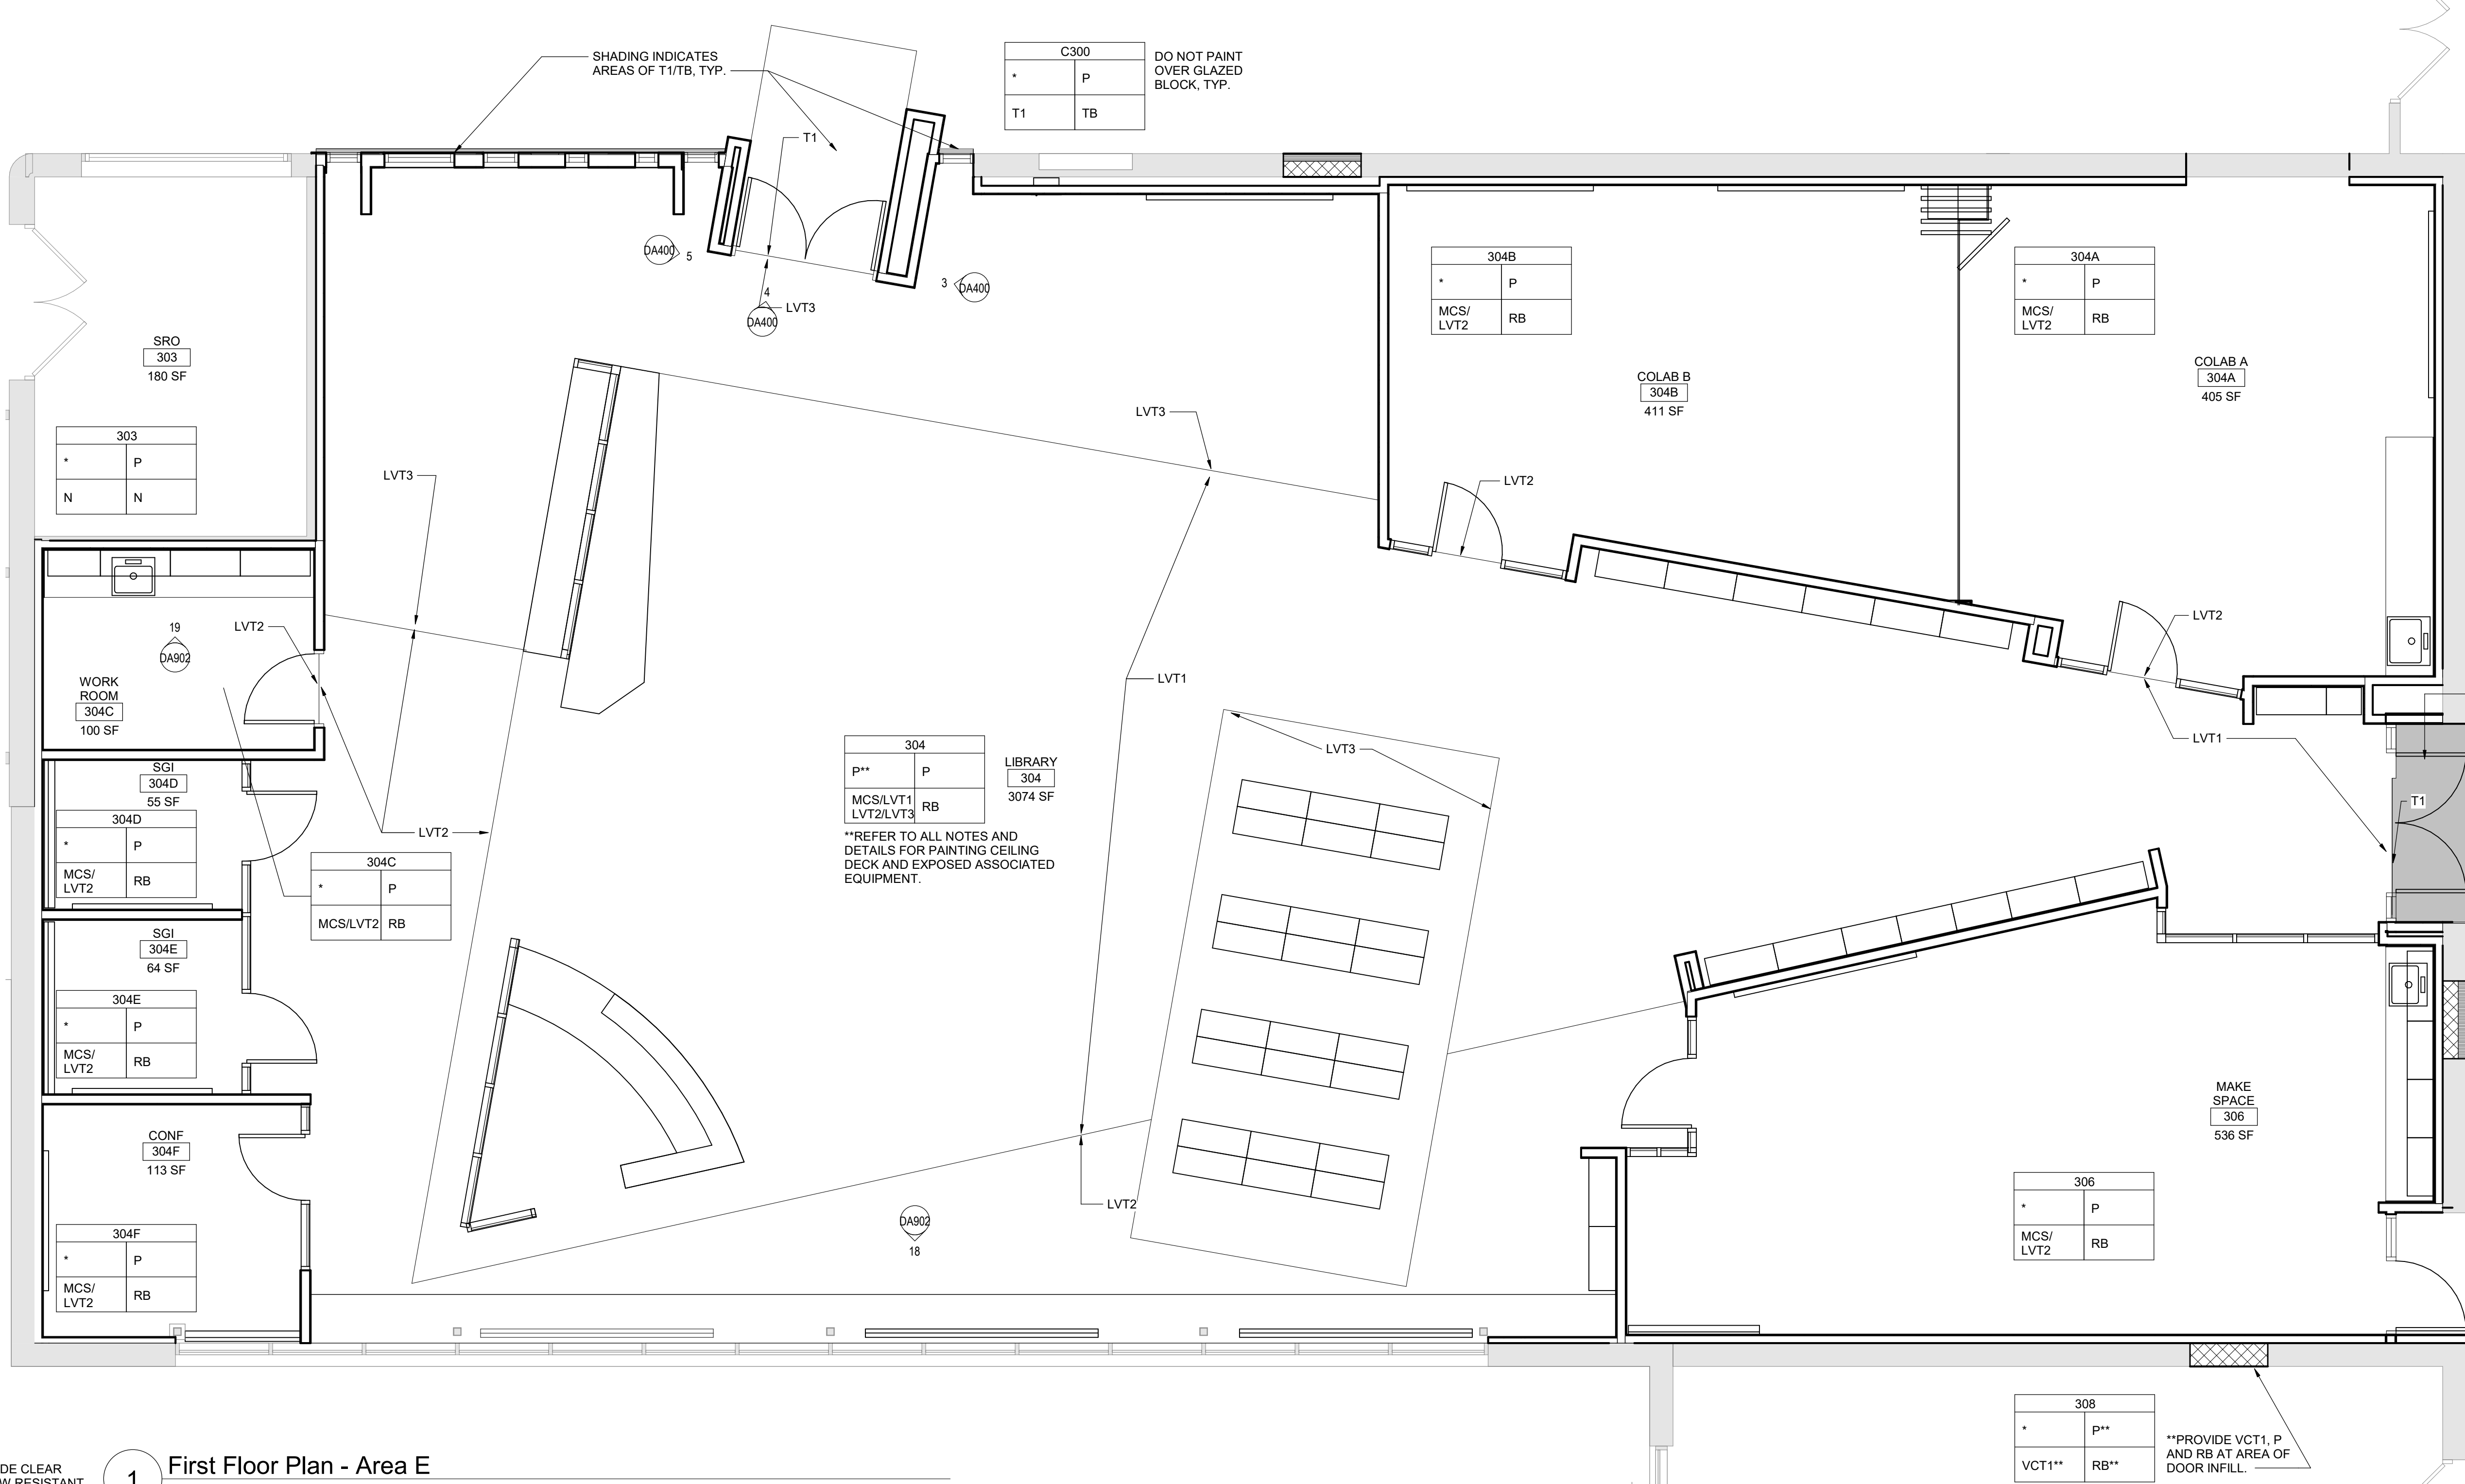 SHADING INDICATES
AREAS OF T1/TB, TYP.
C300
* P
T1 TB
DO NOT PAINT
OVER GLAZED
BLOCK, TYP.
T1
DA400 5
4
DA400
LVT3
3 DA400
304B
* P
MCS/
LVT2 RB
304A
* P
MCS/
LVT2 RB
SRO
303
180 SF
COLAB B
304B
411 SF
COLAB A
304A
405 SF
303
* P
N N
LVT3
LVT3
LVT2
LVT2
19
DA902
LVT2
WORK
ROOM
304C
100 SF
LVT1
LVT1
T1
304
P** P
MCS/LVT1
LVT2/LVT3 RB
LIBRARY
304
3074 SF
**REFER TO ALL NOTES AND
DETAILS FOR PAINTING CEILING
DECK AND EXPOSED ASSOCIATED
EQUIPMENT.
LVT3
SGI
304D
55 SF
304D
* P
MCS/
LVT2 RB
LVT2
304C
* P
MCS/LVT2 RB
SGI
304E
64 SF
304E
* P
MCS/
LVT2 RB
CONF
304F
113 SF
304F
* P
MCS/
LVT2 RB
LVT2
DA902
18
MAKE
SPACE
306
536 SF
306
* P
MCS/
LVT2 RB
308
* P**
VCT1** RB**
**PROVIDE VCT1, P
AND RB AT AREA OF
DOOR INFILL.
DE CLEAR
1 First Floor Plan - Area E